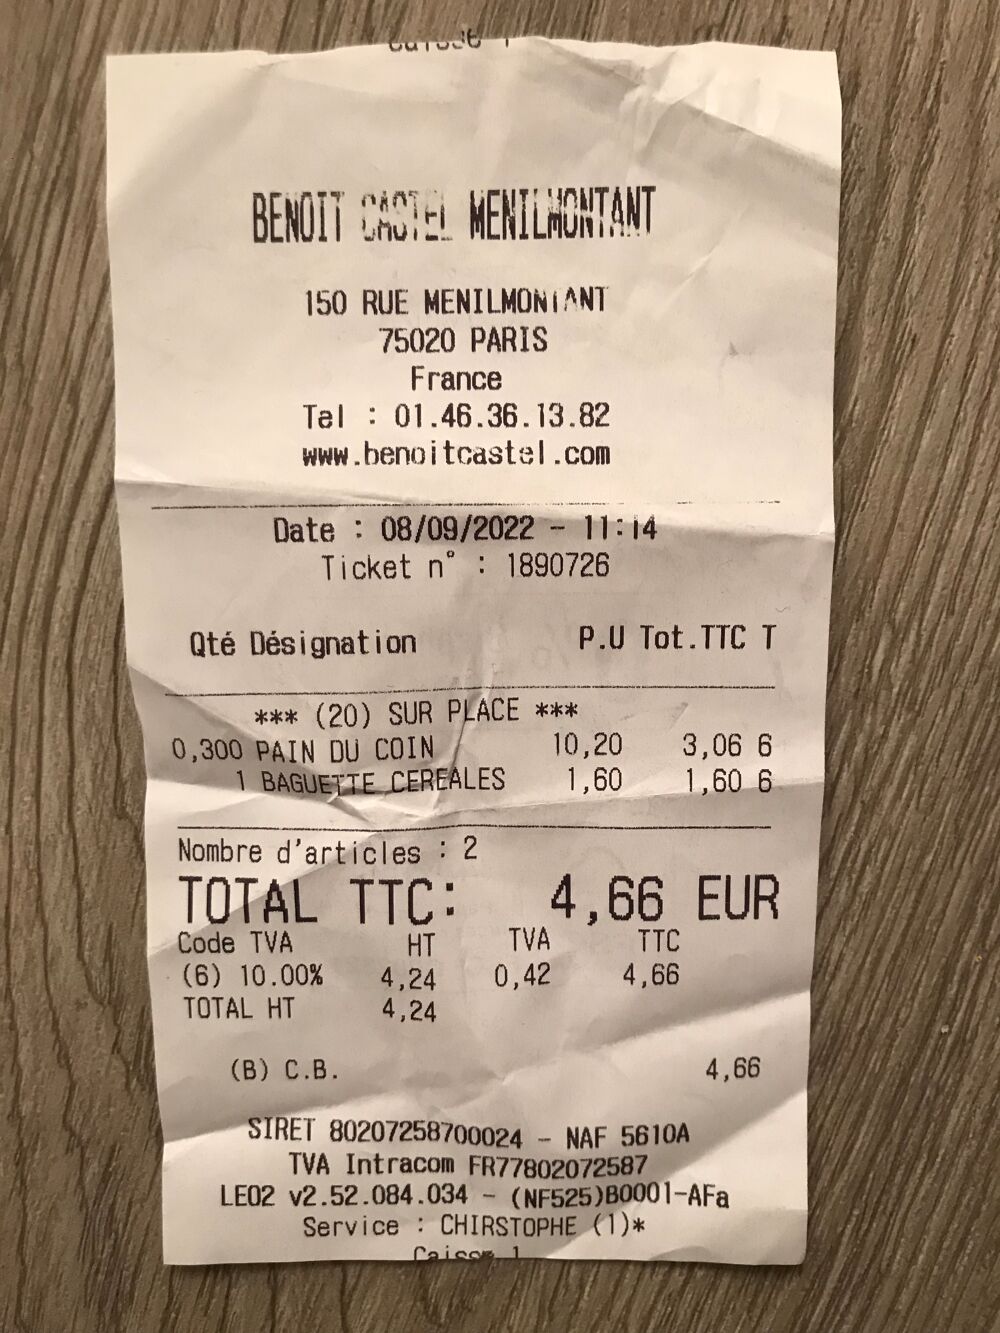 BENOIT CASTEL MENILMONTANT
150 RUE MENILMONTANT
75020 PARIS
France
Tel : 01.46.36.13.82
www.benoitcastel.com
Date : 08/09/2022 - 11:14
Ticket n° : 1890726
Qté Désignation P.U Tot.TTC T
*** (20) SUR PLACE ***
0,300 PAIN DU COIN 10,20 3,06 6
1 BAGUETTE CEREALES 1,60 1,60 6
Nombre d'articles : 2
TOTAL TTC: 4,66 EUR
Code TVA HT TVA TTC
(6) 10.00% 4,24 0,42 4,66
TOTAL HT 4,24
(B) C.B. 4,66
SIRET 80207258700024 - NAF 5610A
TVA Intracom FR77802072587
LEO2 v2.52.084.034 - (NF525)B0001-AFa
Service : CHIRSTOPHE (1)*
Caisse 1